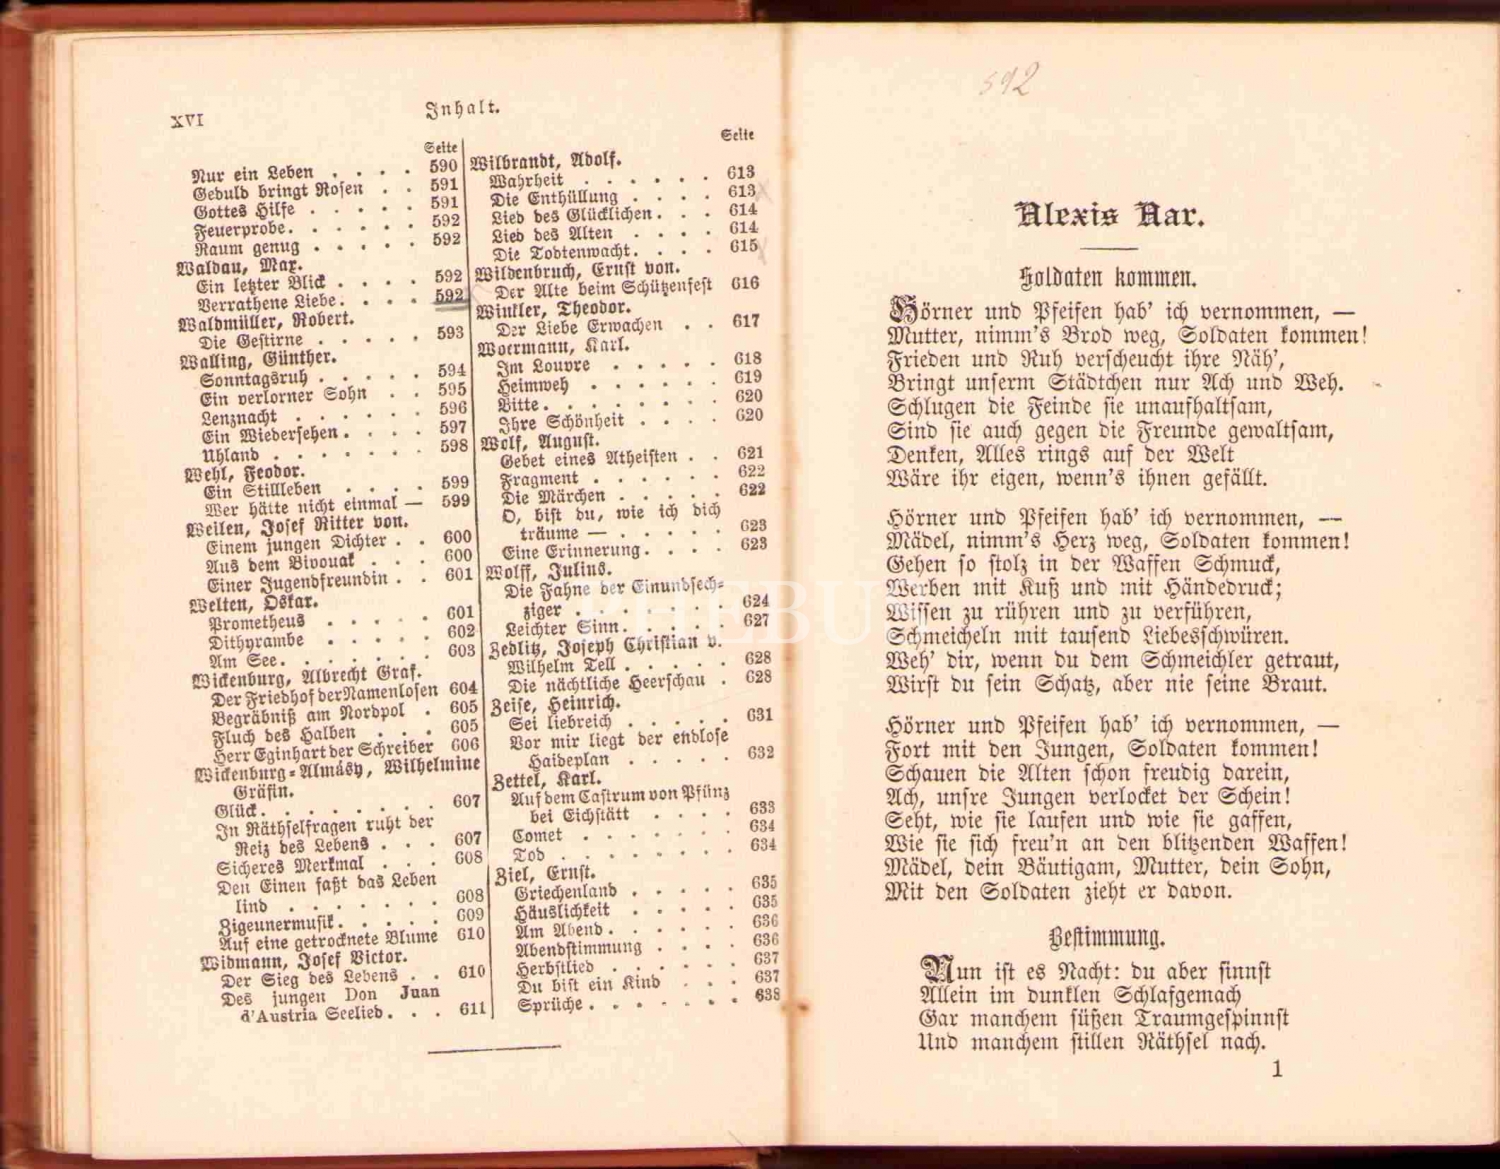 XVI
Inhalt.
Seite
Nur ein Leben . . . . 590
Geduld bringt Rosen . . 591
Gottes Hilfe . . . . . 591
Feuerprobe. . . . . . 592
Raum genug . . . . . 592
Waldau, Max.
Ein letzter Blick . . . . 592
Verrathene Liebe. . . . 592
Waldmüller, Robert.
Die Gestirne . . . . . 593
Walling, Günther.
Sonntagsruh . . . . . 594
Ein verlorner Sohn . . 595
Lenznacht . . . . . . 596
Ein Wiedersehen. . . . 597
Uhland . . . . . . . 598
Wehl, Feodor.
Ein Stillleben . . . . 599
Wer hätte nicht einmal — 599
Weilen, Josef Ritter von.
Einem jungen Dichter . . 600
Aus dem Bivouak . . . 600
Einer Jugendfreundin . . 601
Welten, Oskar.
Prometheus . . . . . 601
Dithyrambe . . . . . 602
Am See. . . . . . . 603
Wickenburg, Albrecht Graf.
Der Friedhof der Namenlosen 604
Begräbniß am Nordpol . 605
Fluch des Halben . . . 605
Herr Eginhart der Schreiber 606
Wickenburg=Almásy, Wilhelmine
Gräfin.
Glück. . . . . . . 607
In Räthselfragen ruht der
Reiz des Lebens . . . 607
Sicheres Merkmal . . . 608
Den Einen faßt das Leben
lind . . . . . . . 608
Zigeunermusik. . . . . 609
Auf eine getrocknete Blume 610
Widmann, Josef Victor.
Der Sieg des Lebens . . 610
Des jungen Don Juan
d'Austria Seelied. . . . 611
Seite
Wilbrandt, Adolf.
Wahrheit . . . . . . 613
Die Enthüllung . . . . 613
Lied des Glücklichen. . . 614
Lied des Alten . . . . 614
Die Todtenwacht. . . . 615
Wildenbruch, Ernst von.
Der Alte beim Schützenfest 616
Winkler, Theodor.
Der Liebe Erwachen . . 617
Woermann, Karl.
Im Louvre . . . . . 618
Heimweh . . . . . . 619
Bitte. . . . . . . . 620
Ihre Schönheit . . . . 620
Wolf, August.
Gebet eines Atheisten . . 621
Fragment . . . . . . 622
Die Märchen . . . . . 622
O, bist du, wie ich dich
träume — . . . . . 623
Eine Erinnerung. . . . 623
Wolff, Julius.
Die Fahne der Einundsech=
ziger . . . . . . . 624
Leichter Sinn. . . . . 627
Zedlitz, Joseph Christian v.
Wilhelm Tell . . . . . 628
Die nächtliche Heerschau . 628
Zeise, Heinrich.
Sei liebreich . . . . . 631
Vor mir liegt der endlose
Haideplan . . . . . 632
Zettel, Karl.
Auf dem Castrum von Pfünz
bei Eichstätt . . . . 633
Comet . . . . . . . 634
Tod . . . . . . . . 634
Ziel, Ernst.
Griechenland . . . . . 635
Häuslichkeit . . . . . 635
Am Abend. . . . . . 636
Abendstimmung . . . . 636
Herbstlied . . . . . . 637
Du bist ein Kind . . . 637
Sprüche. . . . . . . 638
592
Alexis Aar.
Soldaten kommen.
Hörner und Pfeifen hab' ich vernommen, —
Mutter, nimm's Brod weg, Soldaten kommen!
Frieden und Ruh verscheucht ihre Näh',
Bringt unserm Städtchen nur Ach und Weh.
Schlugen die Feinde sie unaufhaltsam,
Sind sie auch gegen die Freunde gewaltsam,
Denken, Alles rings auf der Welt
Wäre ihr eigen, wenn's ihnen gefällt.
Hörner und Pfeifen hab' ich vernommen, —
Mädel, nimm's Herz weg, Soldaten kommen!
Gehen so stolz in der Waffen Schmuck,
Werben mit Kuß und mit Händedruck;
Wissen zu rühren und zu verführen,
Schmeicheln mit tausend Liebesschwüren.
Weh' dir, wenn du dem Schmeichler getraut,
Wirst du sein Schatz, aber nie seine Braut.
Hörner und Pfeifen hab' ich vernommen, —
Fort mit den Jungen, Soldaten kommen!
Schauen die Alten schon freudig darein,
Ach, unsre Jungen verlocket der Schein!
Seht, wie sie laufen und wie sie gaffen,
Wie sie sich freu'n an den blitzenden Waffen!
Mädel, dein Bäutigam, Mutter, dein Sohn,
Mit den Soldaten zieht er davon.
Bestimmung.
Nun ist es Nacht: du aber sinnst
Allein im dunklen Schlafgemach
Gar manchem süßen Traumgespinnst
Und manchem stillen Räthsel nach.
1